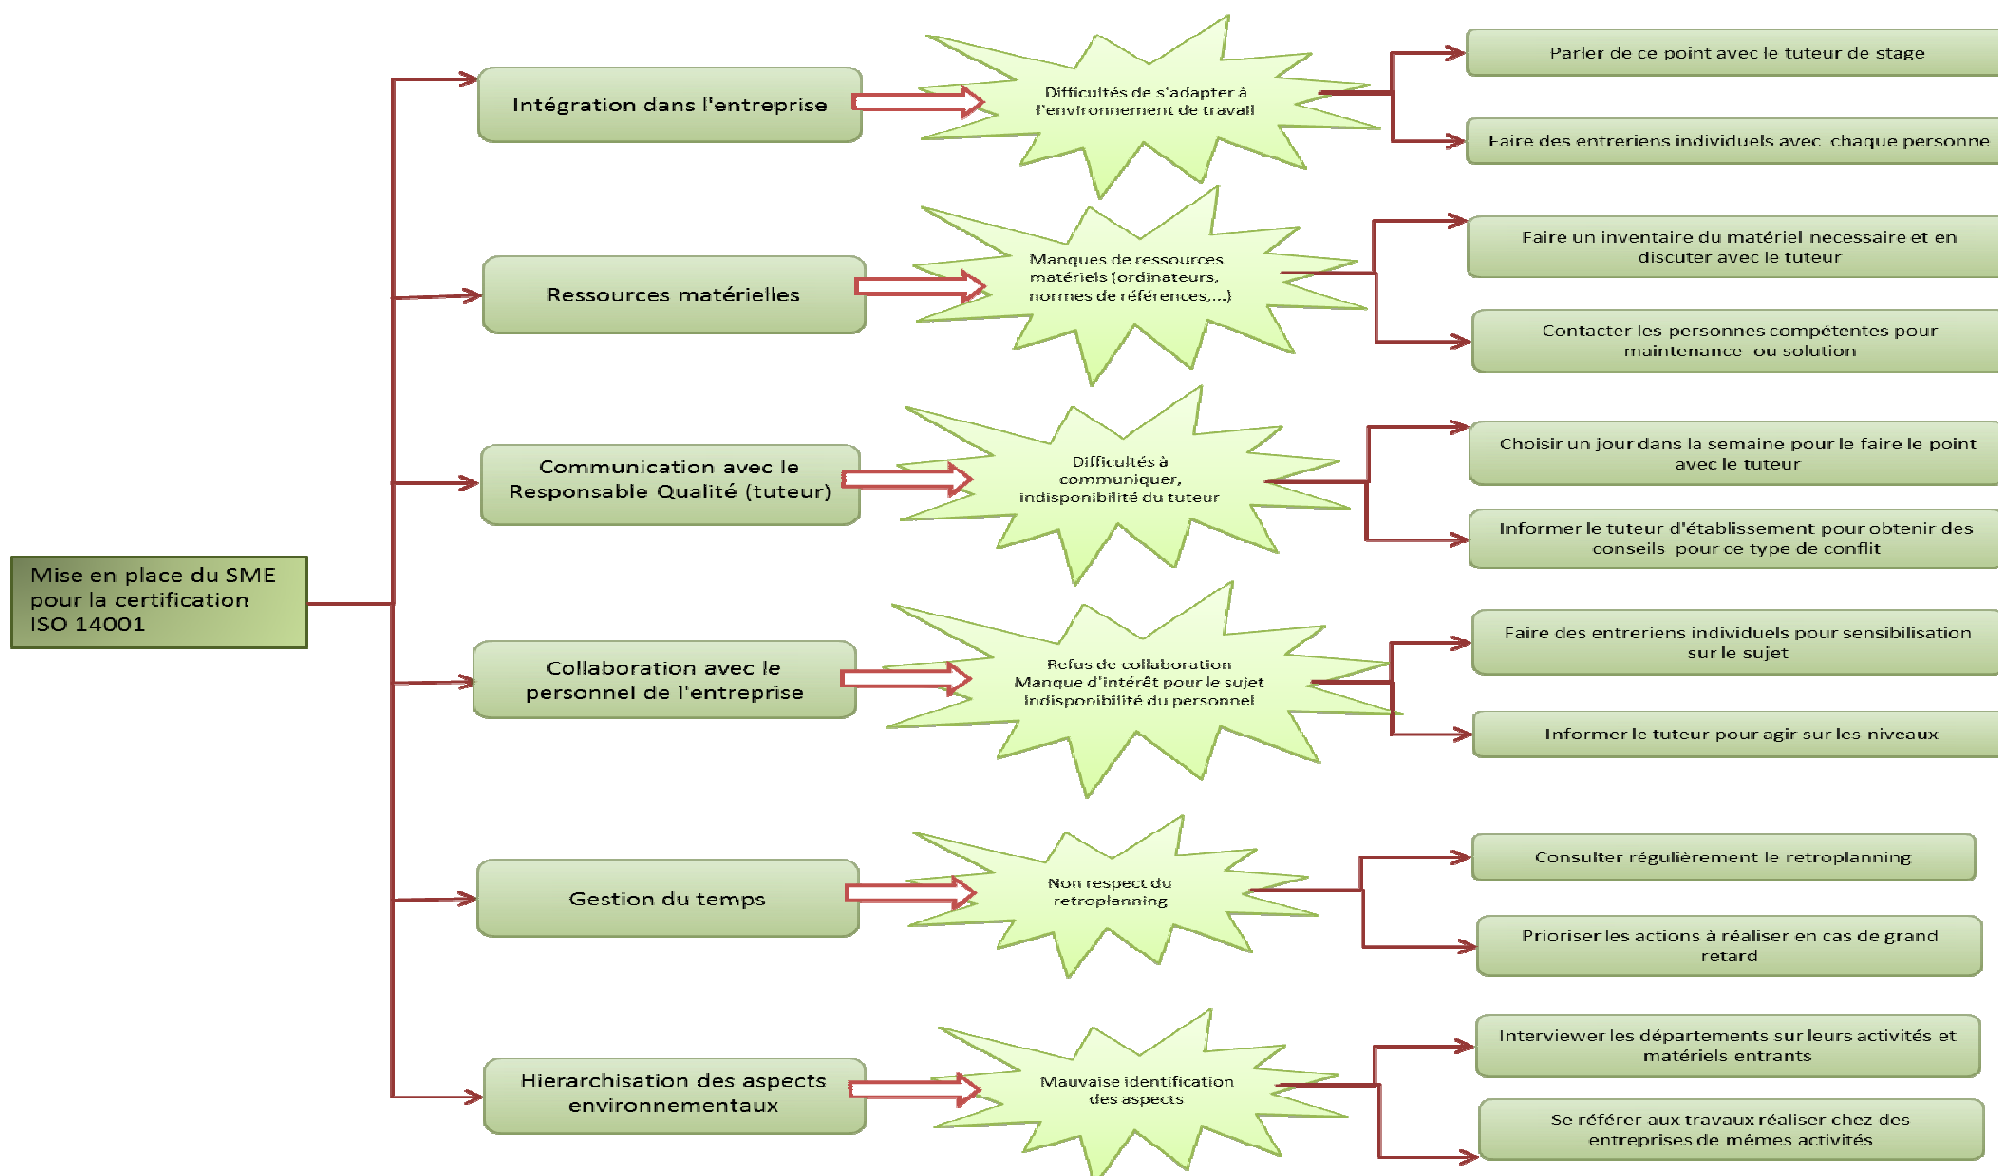 Mise en place du SME
pour la certification
ISO 14001
Intégration dans l'entreprise
Difficultés de s'adapter à
l'environnement de travail
Parler de ce point avec le tuteur de stage
Faire des entreriens individuels avec chaque personne
Ressources matérielles
Manques de ressources
matériels (ordinateurs,
normes de références,...)
Faire un inventaire du matériel necessaire et en
discuter avec le tuteur
Contacter les personnes compétentes pour
maintenance ou solution
Communication avec le
Responsable Qualité (tuteur)
Difficultés à
communiquer,
indisponibilité du tuteur
Choisir un jour dans la semaine pour le faire le point
avec le tuteur
Informer le tuteur d'établissement pour obtenir des
conseils pour ce type de conflit
Collaboration avec le
personnel de l'entreprise
Refus de collaboration
Manque d'intérêt pour le sujet
Indisponibilité du personnel
Faire des entreriens individuels pour sensibilisation
sur le sujet
Informer le tuteur pour agir sur les niveaux
Gestion du temps
Non respect du
retroplanning
Consulter régulièrement le retroplanning
Prioriser les actions à réaliser en cas de grand
retard
Hierarchisation des aspects
environnementaux
Mauvaise identification
des aspects
Interviewer les départements sur leurs activités et
matériels entrants
Se référer aux travaux réaliser chez des
entreprises de mêmes activités